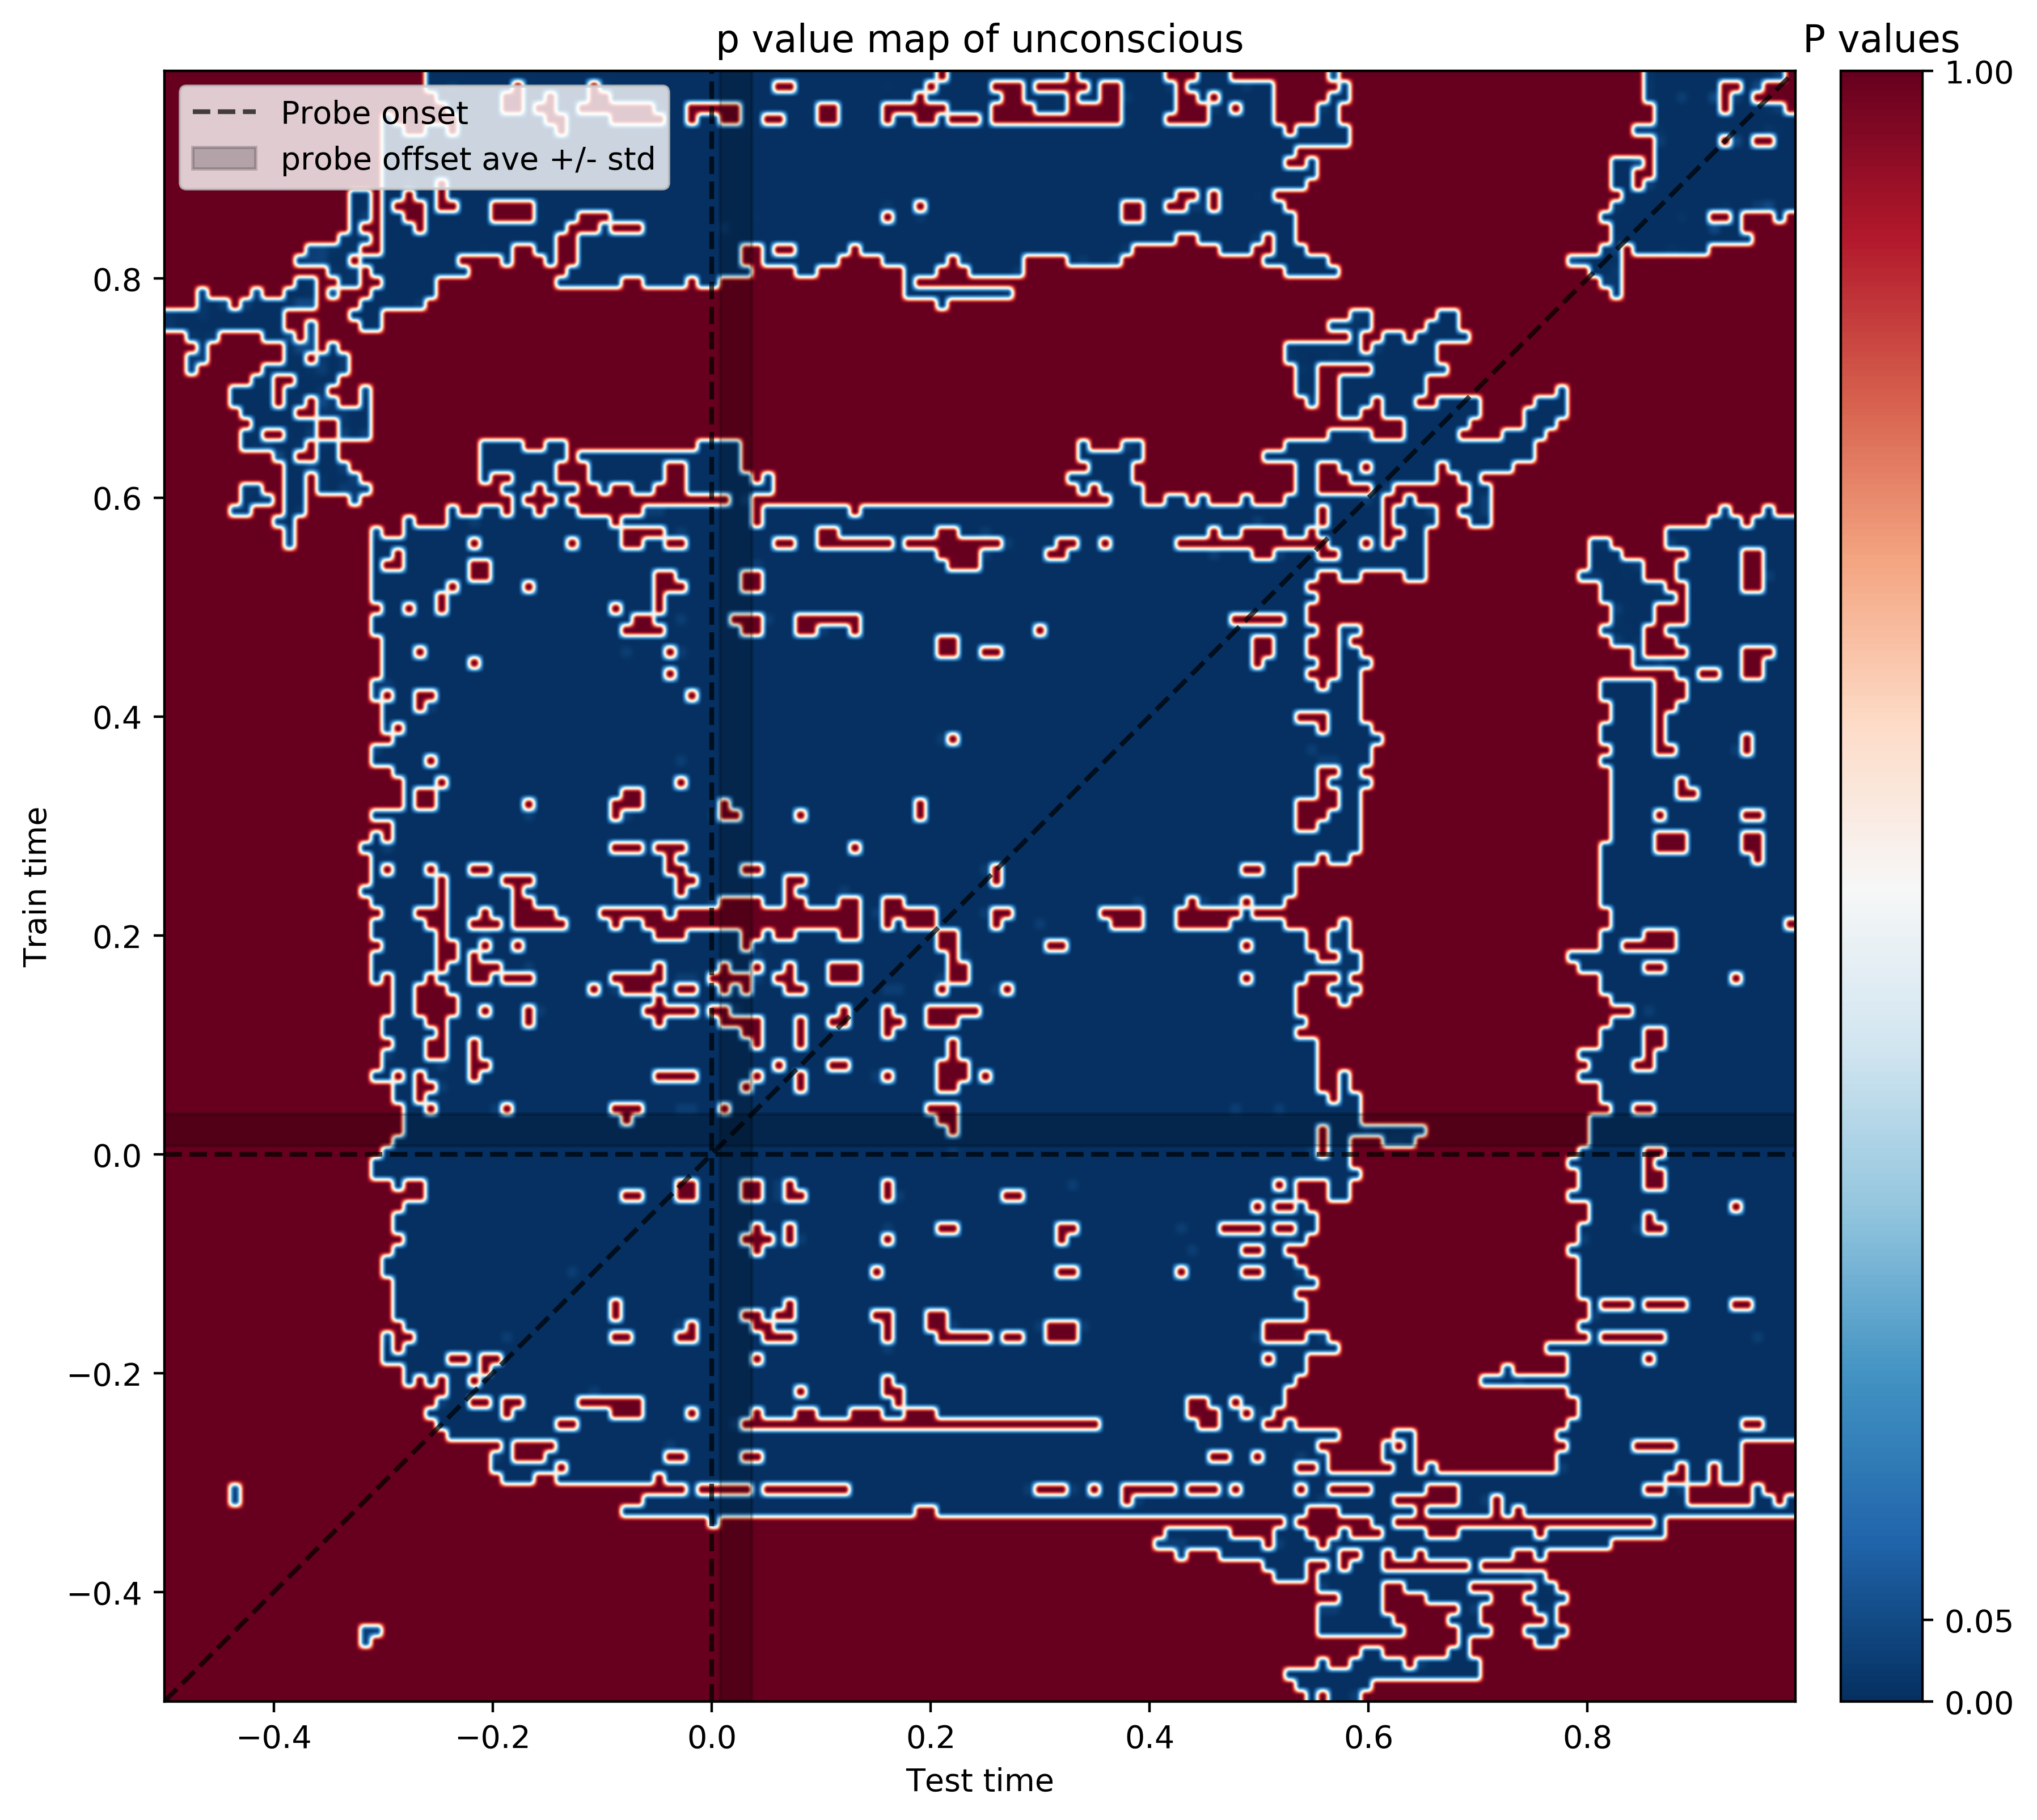 p value map of unconscious
P values
Probe onset
probe offset ave +/- std
1.00
0.05
0.00
0.8
0.6
0.4
0.2
0.0
−0.2
−0.4
Train time
−0.4
−0.2
0.0
0.2
0.4
0.6
0.8
Test time